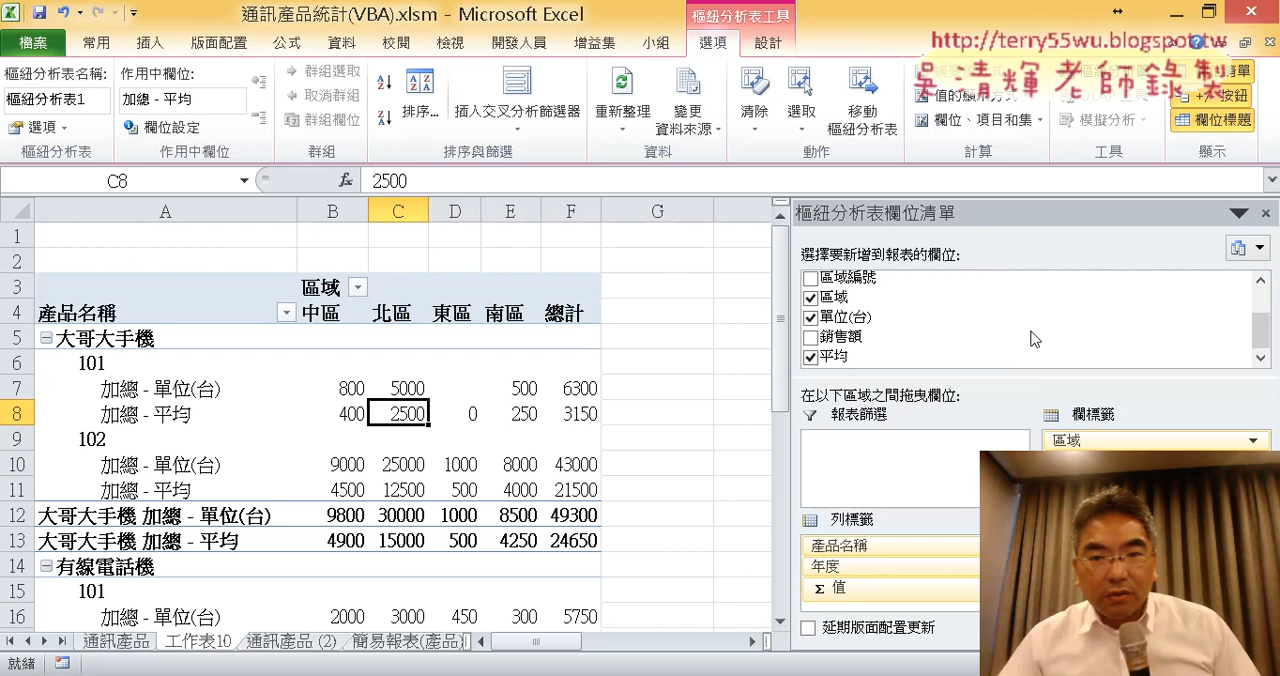 通訊產品統計(VBA).xlsm - Microsoft Excel
樞紐分析表工具
檔案 常用 插入 版面配置 公式 資料 校閱 檢視 開發人員 增益集 小組 選項 設計
http://terry55wu.blogspot.tw
吳清輝老師錄製
樞紐分析表名稱: 作用中欄位: 群組選取
樞紐分析表1 加總 - 平均 取消群組 排序... 插入交叉分析篩選器 重新整理 變更 資料來源 清除 選取 移動 樞紐分析表 值的顯示方式 +/- 按鈕
選項 欄位設定 群組欄位 欄位、項目和集 模擬分析 欄位標題
樞紐分析表 作用中欄位 群組 排序與篩選 資料 動作 計算 工具 顯示
C8 fx 2500
A B C D E F G
1
2
3 區域
4 產品名稱 中區 北區 東區 南區 總計
5 大哥大手機
6 101
7 加總 - 單位(台) 800 5000 500 6300
8 加總 - 平均 400 2500 0 250 3150
9 102
10 加總 - 單位(台) 9000 25000 1000 8000 43000
11 加總 - 平均 4500 12500 500 4000 21500
12 大哥大手機 加總 - 單位(台) 9800 30000 1000 8500 49300
13 大哥大手機 加總 - 平均 4900 15000 500 4250 24650
14 有線電話機
15 101
16 加總 - 單位(台) 2000 3000 450 300 5750
通訊產品 工作表10 通訊產品 (2) 簡易報表(產品)
就緒
樞紐分析表欄位清單
選擇要新增到報表的欄位:
區域編號
區域
單位(台)
銷售額
平均
在以下區域之間拖曳欄位:
報表篩選 欄標籤
區域
列標籤
產品名稱
年度
Σ 值
延期版面配置更新